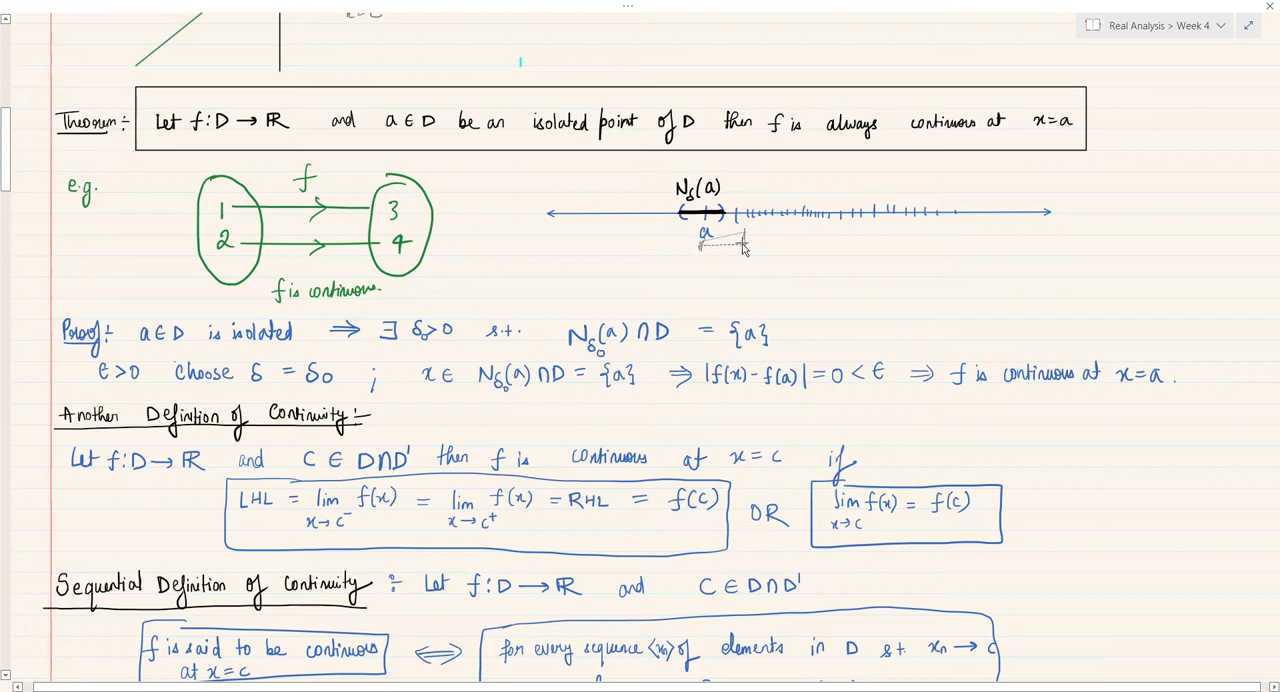 Real Analysis > Week 4
Theorem :- Let f: D → ℝ and a ∈ D be an isolated point of D then f is always continuous at x=a
e.g.
f
1 3
2 4
f is continuous.
N_δ(a)
a
Proof :- a ∈ D is isolated ⇒ ∃ δ₀>0 s.t. N_δ₀(a) ∩ D = {a}
ϵ>0 choose δ = δ₀ ; x ∈ N_δ₀(a) ∩ D = {a} ⇒ |f(x) - f(a)| = 0 < ϵ ⇒ f is continuous at x=a.
Another Defintion of Continuity :-
Let f: D → ℝ and C ∈ D∩D' then f is continuous at x = c if
LHL = lim_{x→c⁻} f(x) = lim_{x→c⁺} f(x) = RHL = f(c) OR lim_{x→c} f(x) = f(c)
Sequential Definition of Continuity :- Let f: D → ℝ and C ∈ D∩D'
f is said to be continuous at x=c ⟺ for every sequence <xn> of elements in D s.t. xn → c